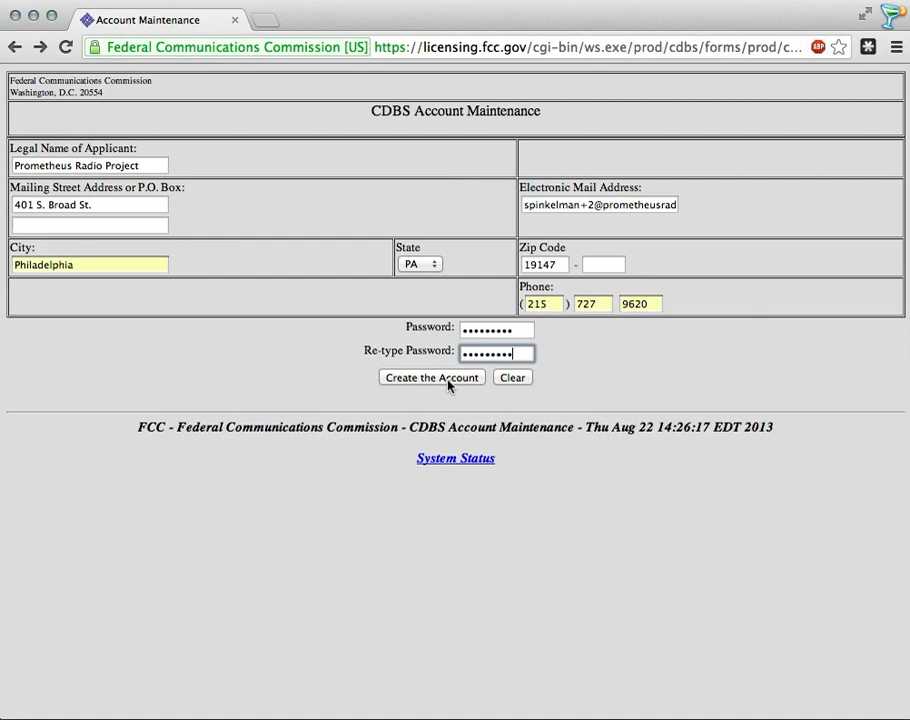 Account Maintenance
Federal Communications Commission [US] https://licensing.fcc.gov/cgi-bin/ws.exe/prod/cdbs/forms/prod/c... ABP
Federal Communications Commission
Washington, D.C. 20554
CDBS Account Maintenance
Legal Name of Applicant:
Prometheus Radio Project
Mailing Street Address or P.O. Box:
401 S. Broad St.
Electronic Mail Address:
spinkelman+2@prometheusrad
City:
Philadelphia
State
PA
Zip Code
19147 -
Phone:
(215) 727 9620
Password: •••••••••
Re-type Password: •••••••••
Create the Account Clear
FCC - Federal Communications Commission - CDBS Account Maintenance - Thu Aug 22 14:26:17 EDT 2013
System Status